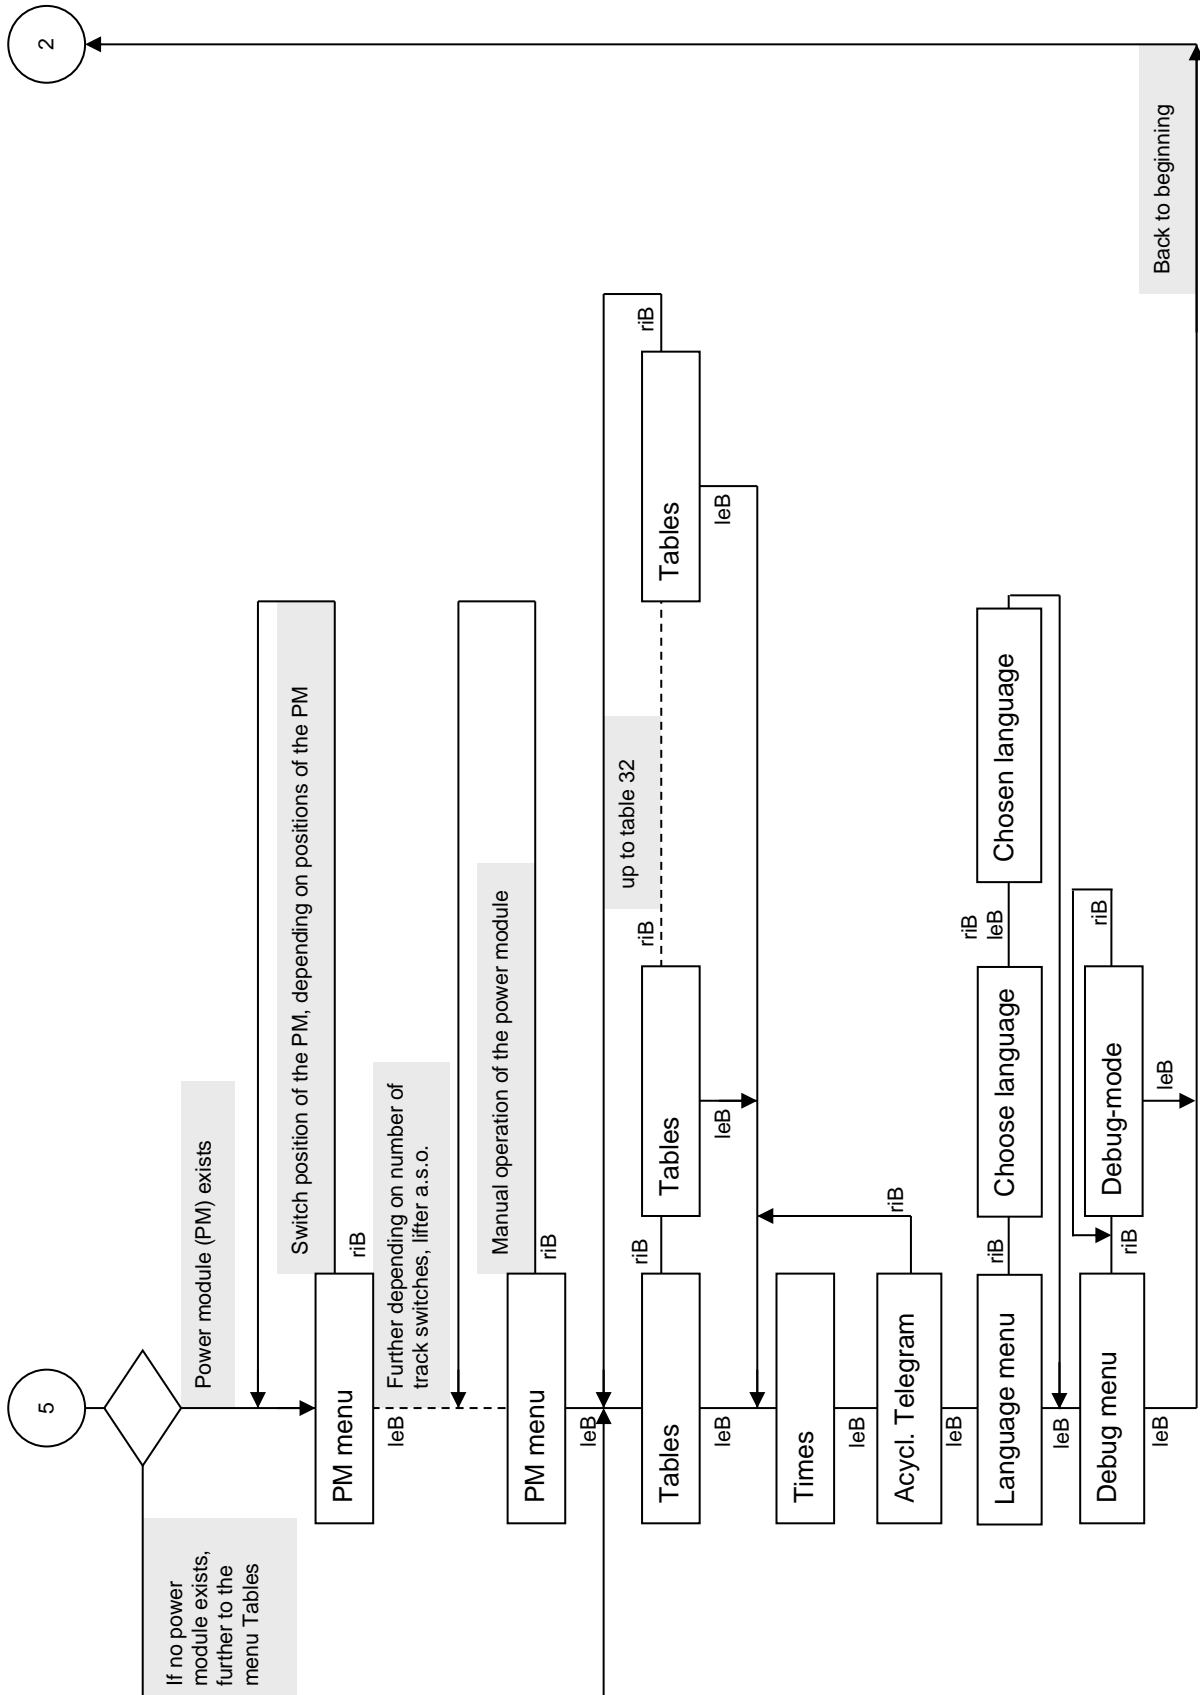 5
2
If no power
module exists,
further to the
menu Tables
Power module (PM) exists
Switch position of the PM, depending on positions of the PM
PM menu
riB
leB
Further depending on number of
track switches, lifter a.s.o.
Manual operation of the power module
PM menu
riB
leB
up to table 32
Tables
riB
Tables
riB
Tables
riB
leB
leB
leB
Times
leB
Acycl. Telegram
riB
leB
Language menu
riB
Choose language
riB
leB
Chosen language
leB
Debug menu
riB
Debug-mode
riB
leB
leB
Back to beginning